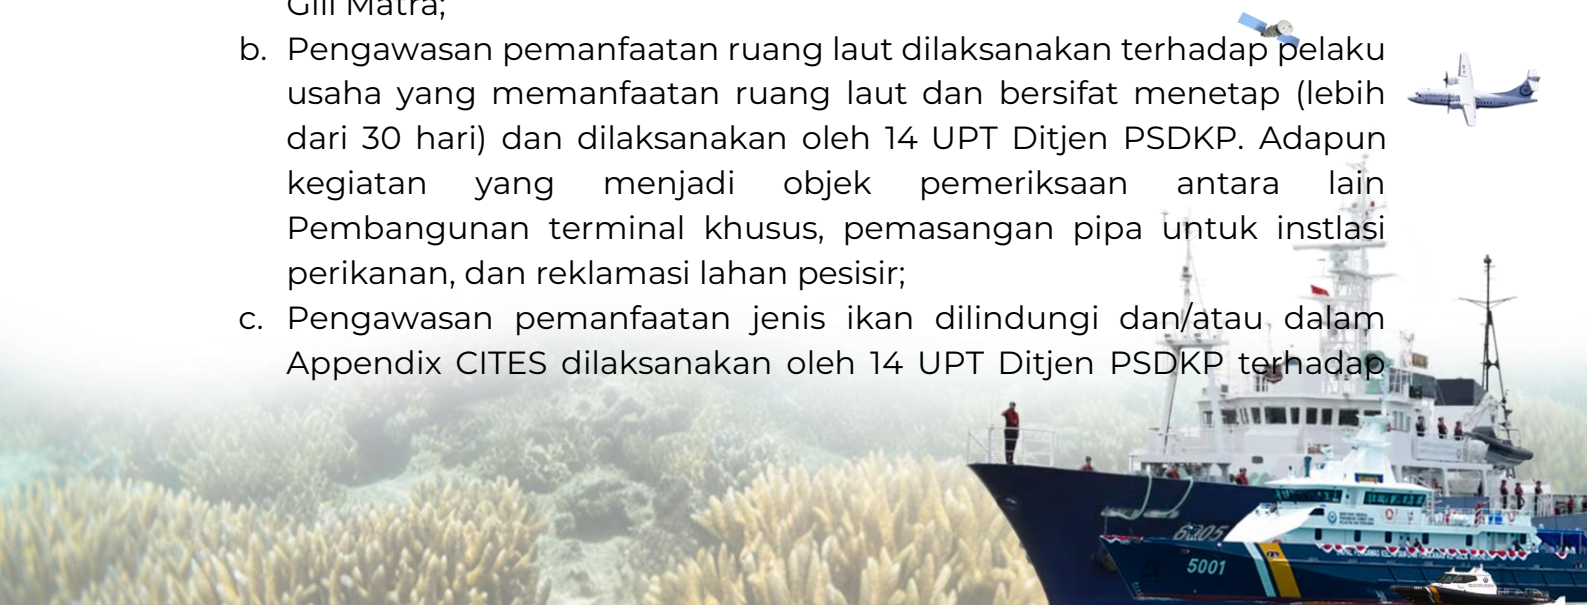 Gili Matra;
b. Pengawasan pemanfaatan ruang laut dilaksanakan terhadap pelaku
usaha yang memanfaatan ruang laut dan bersifat menetap (lebih
dari 30 hari) dan dilaksanakan oleh 14 UPT Ditjen PSDKP. Adapun
kegiatan yang menjadi objek pemeriksaan antara lain
Pembangunan terminal khusus, pemasangan pipa untuk instlasi
perikanan, dan reklamasi lahan pesisir;
c. Pengawasan pemanfaatan jenis ikan dilindungi dan/atau dalam
Appendix CITES dilaksanakan oleh 14 UPT Ditjen PSDKP terhadap
6305
5001